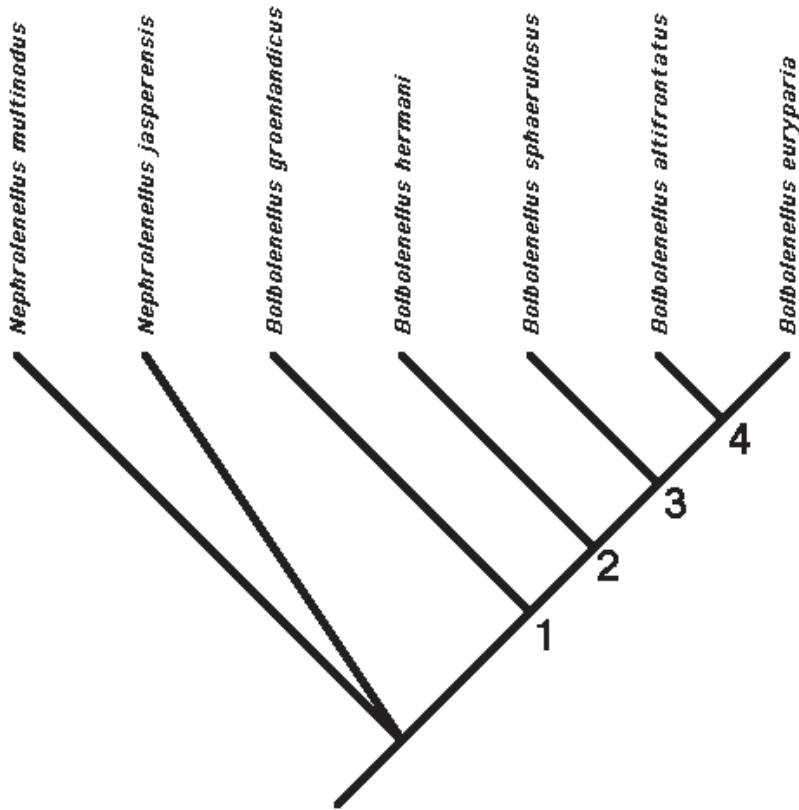 Nephrolenellus multinodus
Nephrolenellus jasperensis
Bolbolenellus groenlandicus
Bolbolenellus hermani
Bolbolenellus sphaerulosus
Bolbolenellus altifrontatus
Bolbolenellus euryparia
4
3
2
1